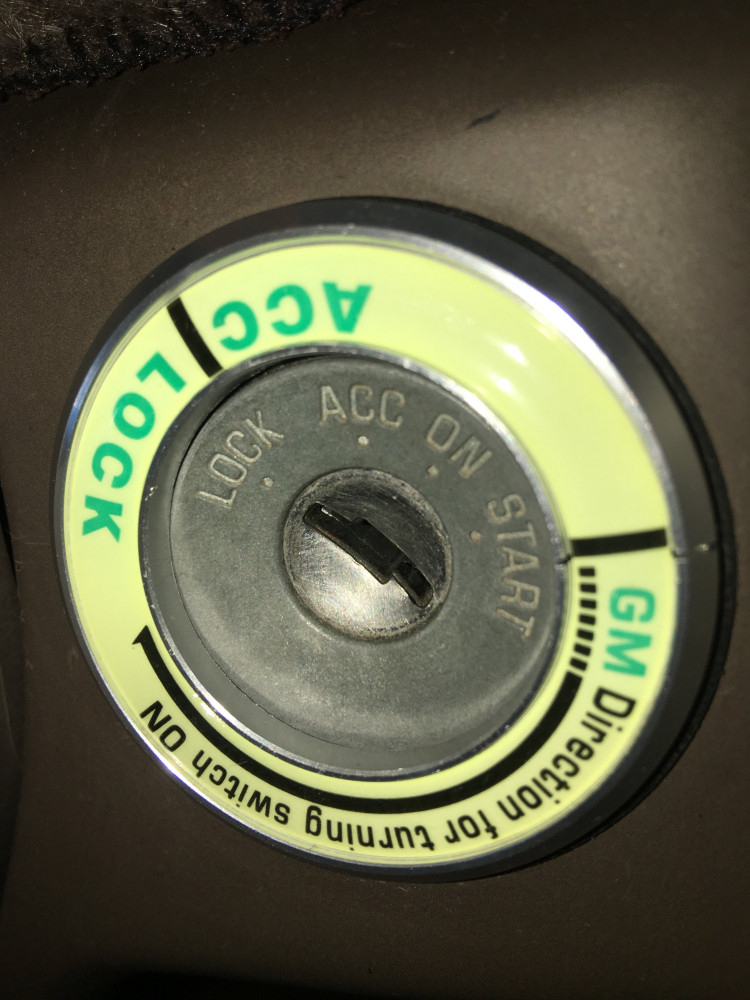 ACC
LOCK
LOCK
ACC
ON
START
GM
Direction for turning switch ON